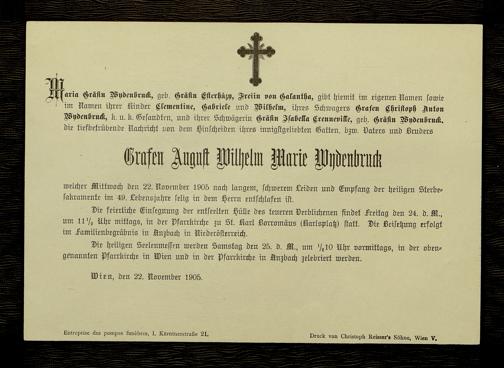 Maria Gräfin Wydenbruck, geb. Gräfin Esterházy, Freiin von Galantha, gibt hiemit im eigenen Namen sowie
im Namen ihrer Kinder Clementine, Gabriele und Wilhelm, ihres Schwagers Grafen Christoph Anton
Wydenbruck, k. u. k. Gesandten, und ihrer Schwägerin Gräfin Isabella Crenneville, geb. Gräfin Wydenbruck,
die tiefbetrübende Nachricht von dem Hinscheiden ihres innigstgeliebten Gatten, bzw. Vaters und Bruders
Grafen August Wilhelm Marie Wydenbruck
welcher Mittwoch den 22. November 1905 nach langem, schwerem Leiden und Empfang der heiligen Sterbe-
sakramente im 49. Lebensjahre selig in dem Herrn entschlafen ist.
Die feierliche Einsegnung der entseelten Hülle des teueren Verblichenen findet Freitag den 24. d. M.,
um 11½ Uhr mittags, in der Pfarrkirche zu St. Karl Borromäus (Karlsplatz) statt. Die Beisetzung erfolgt
im Familienbegräbnis in Anzbach in Niederösterreich.
Die heiligen Seelenmessen werden Samstag den 25. d. M., um ½10 Uhr vormittags, in der oben-
genannten Pfarrkirche in Wien und in der Pfarrkirche in Anzbach zelebriert werden.
Wien, den 22. November 1905.
Entreprise des pompes funèbres, I. Kärntnerstraße 21.
Druck von Christoph Reisser's Söhne, Wien V.